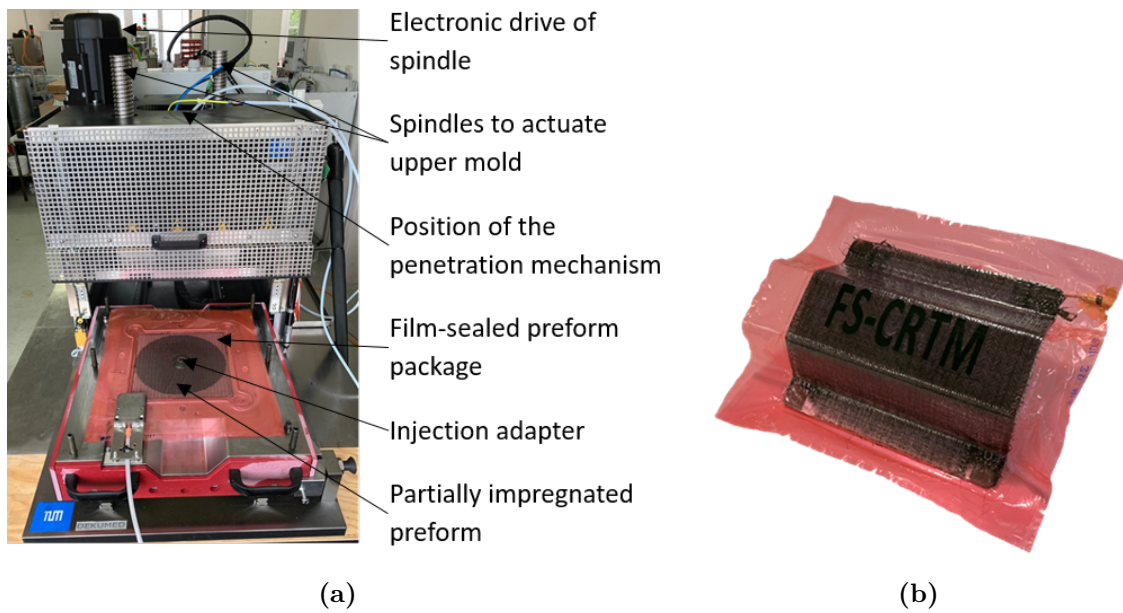 Electronic drive of
spindle
Spindles to actuate
upper mold
Position of the
penetration mechanism
Film-sealed preform
package
Injection adapter
Partially impregnated
preform
TUM
DEKUMED
FS-CRTM
(a)
(b)